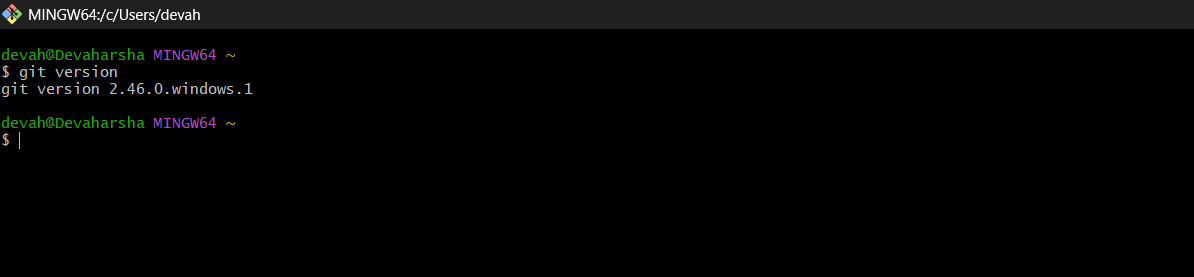 MINGW64:/c/Users/devah
devah@Devaharsha MINGW64 ~
$ git version
git version 2.46.0.windows.1
devah@Devaharsha MINGW64 ~
$